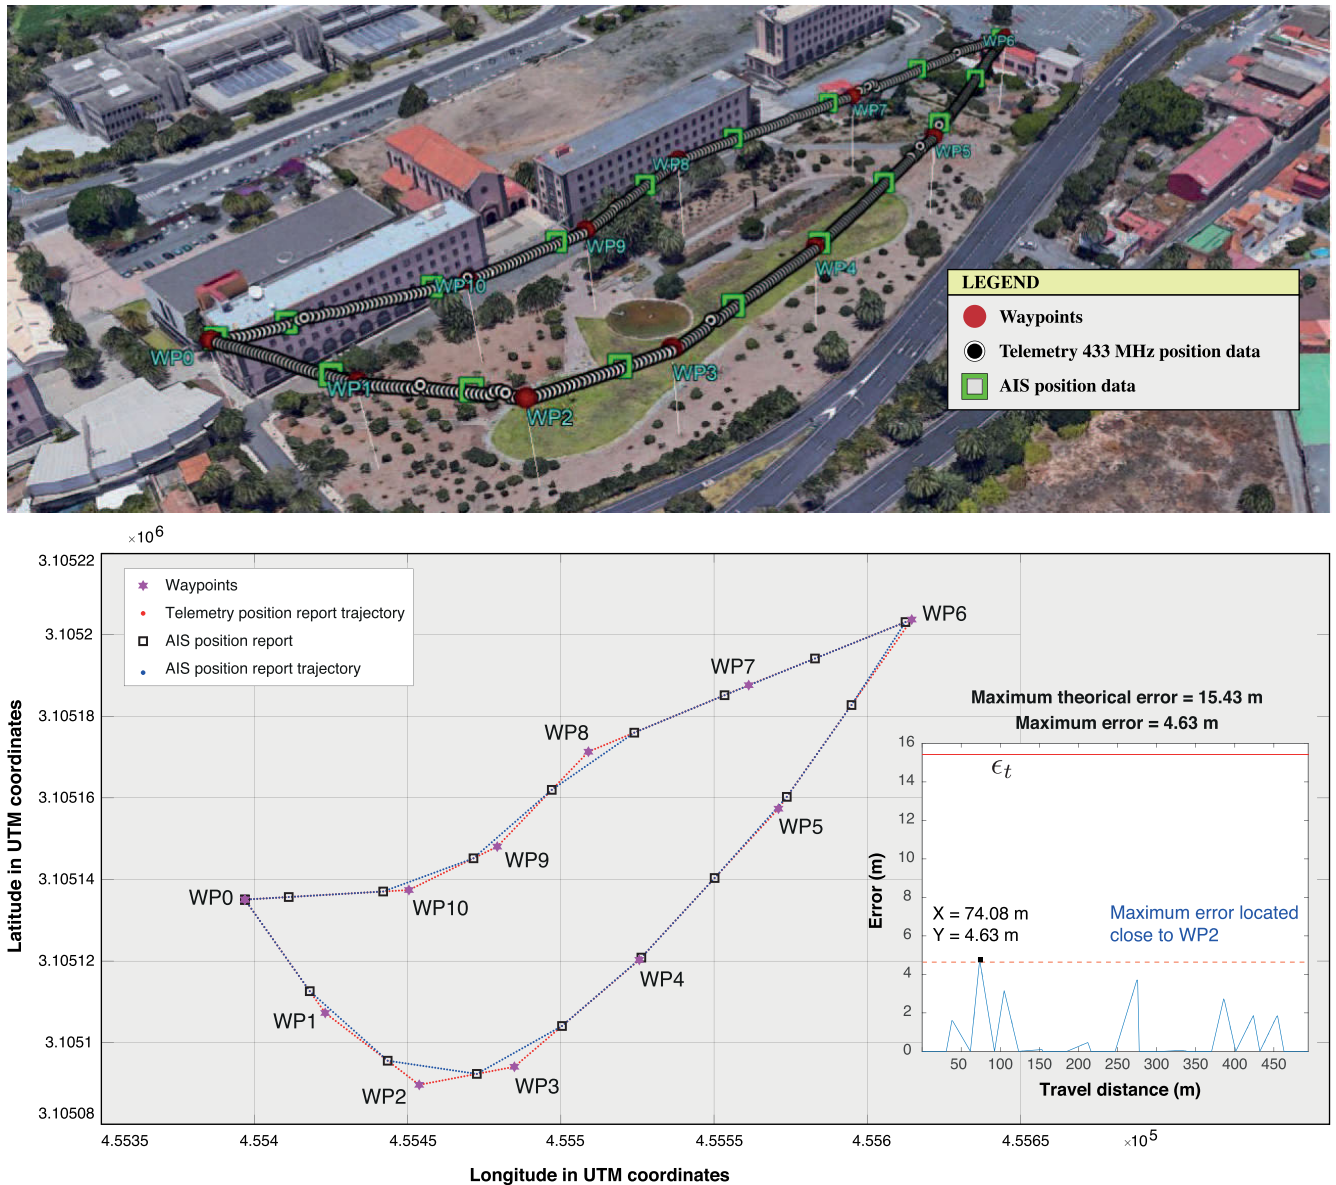 WP6
WP7
WP5
WP8
WP9
WP4
WP10
WP0
WP1
WP3
WP2
LEGEND
Waypoints
Telemetry 433 MHz position data
AIS position data
×10 6
3.10522
3.1052
3.10518
3.10516
3.10514
3.10512
3.1051
3.10508
Latitude in UTM coordinates
Waypoints
Telemetry position report trajectory
AIS position report
AIS position report trajectory
WP6
WP7
WP8
WP5
WP9
WP0
WP10
WP4
WP1
WP3
WP2
Maximum theorical error = 15.43 m
Maximum error = 4.63 m
16
14
12
10
8
6
4
2
0
Error (m)
ϵt
X = 74.08 m
Y = 4.63 m
Maximum error located
close to WP2
50 100 150 200 250 300 350 400 450
Travel distance (m)
4.5535 4.554 4.5545 4.555 4.5555 4.556 4.5565 ×10 5
Longitude in UTM coordinates